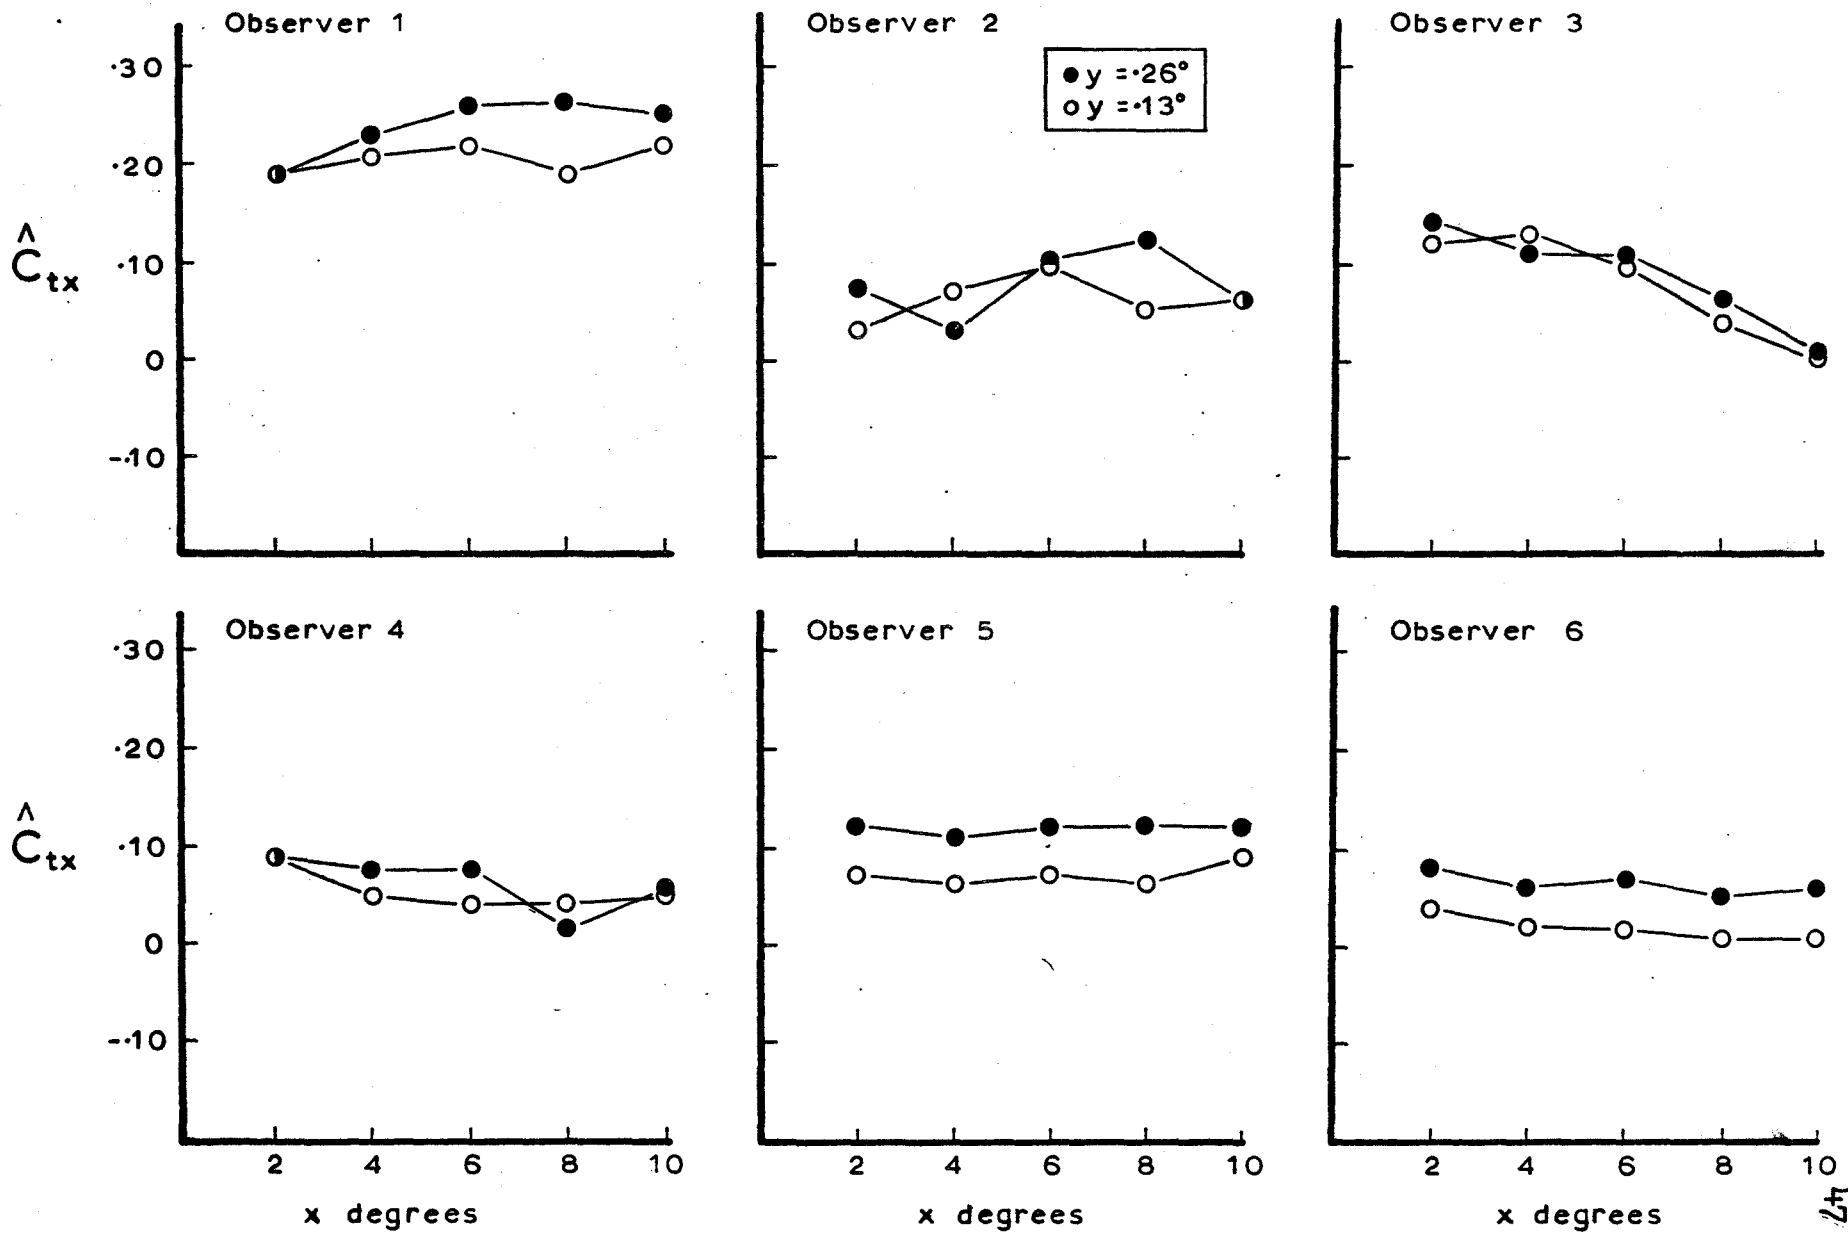 Observer 1
Observer 2
Observer 3
·30
·20
·10
0
-·10
Ĉtx
● y =·26°
○ y =·13°
Observer 4
Observer 5
Observer 6
·30
·20
·10
0
-·10
Ĉtx
2 4 6 8 10
2 4 6 8 10
2 4 6 8 10
x degrees
x degrees
x degrees
47